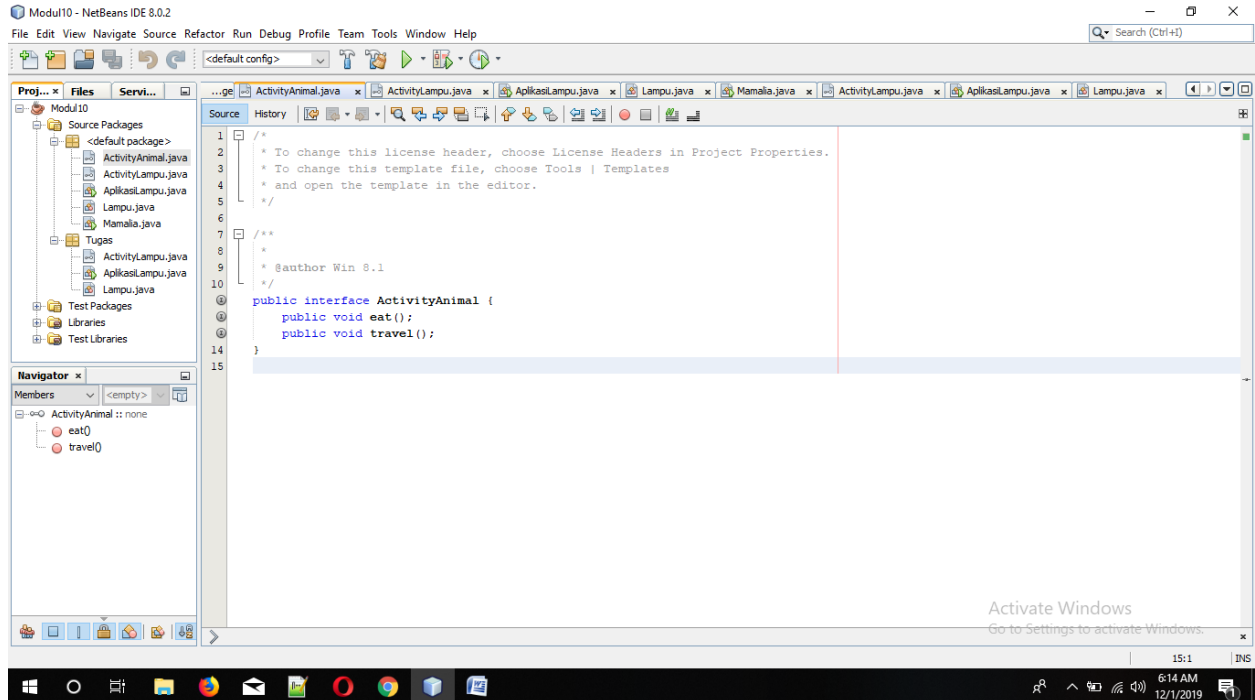 Modul10 - NetBeans IDE 8.0.2
File Edit View Navigate Source Refactor Run Debug Profile Team Tools Window Help
Search (Ctrl+I)
<default config>
Proj... Files Servi...
...ge ActivityAnimal.java ActivityLampu.java AplikasiLampu.java Lampu.java Mamalia.java ActivityLampu.java AplikasiLampu.java Lampu.java
Source History
Modul10
Source Packages
<default package>
ActivityAnimal.java
ActivityLampu.java
AplikasiLampu.java
Lampu.java
Mamalia.java
Tugas
ActivityLampu.java
AplikasiLampu.java
Lampu.java
Test Packages
Libraries
Test Libraries
1 /*
2 * To change this license header, choose License Headers in Project Properties.
3 * To change this template file, choose Tools | Templates
4 * and open the template in the editor.
5 */
6
7 /**
8 *
9 * @author Win 8.1
10 */
public interface ActivityAnimal {
public void eat();
public void travel();
14 }
15
Navigator
Members <empty>
ActivityAnimal :: none
eat()
travel()
Activate Windows
Go to Settings to activate Windows.
15:1 INS
6:14 AM
12/1/2019
1